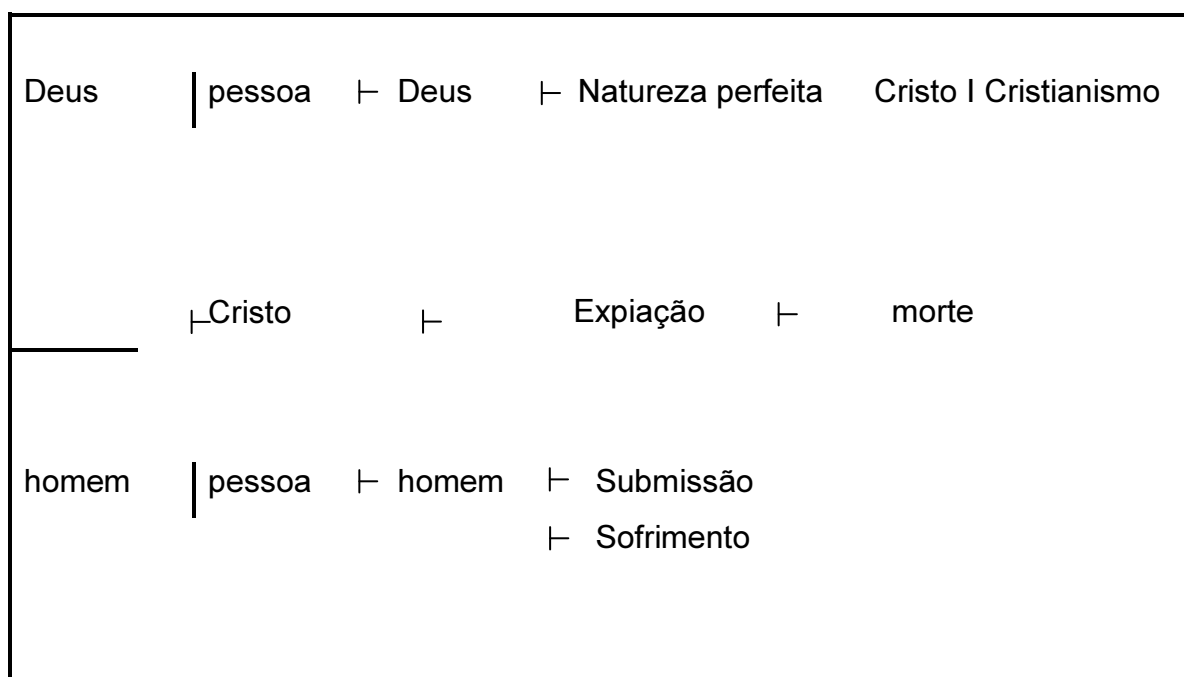 Deus pessoa ⊢ Deus ⊢ Natureza perfeita Cristo I Cristianismo
⊢Cristo ⊢ Expiação ⊢ morte
homem pessoa ⊢ homem ⊢ Submissão
⊢ Sofrimento